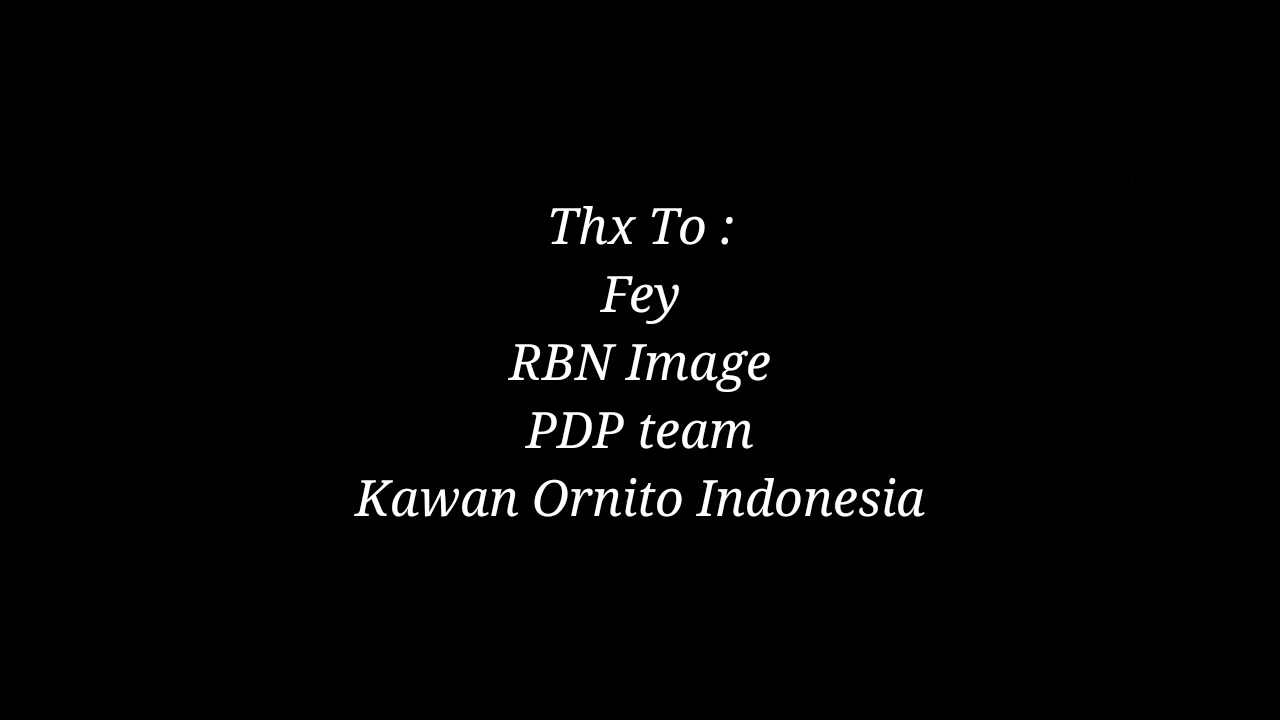 Thx To :
Fey
RBN Image
PDP team
Kawan Ornito Indonesia